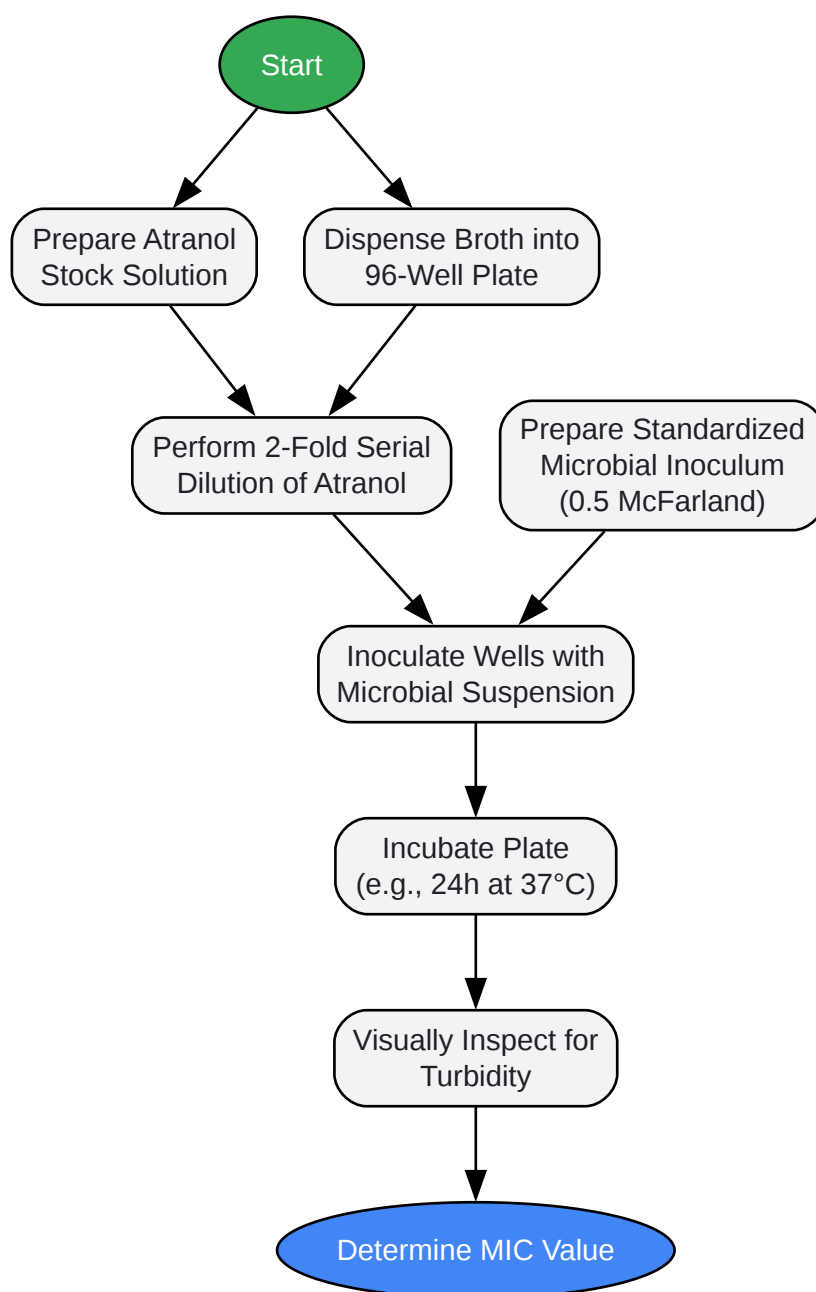 Start
Prepare Atranol
Stock Solution
Dispense Broth into
96-Well Plate
Perform 2-Fold Serial
Dilution of Atranol
Prepare Standardized
Microbial Inoculum
(0.5 McFarland)
Inoculate Wells with
Microbial Suspension
Incubate Plate
(e.g., 24h at 37°C)
Visually Inspect for
Turbidity
Determine MIC Value